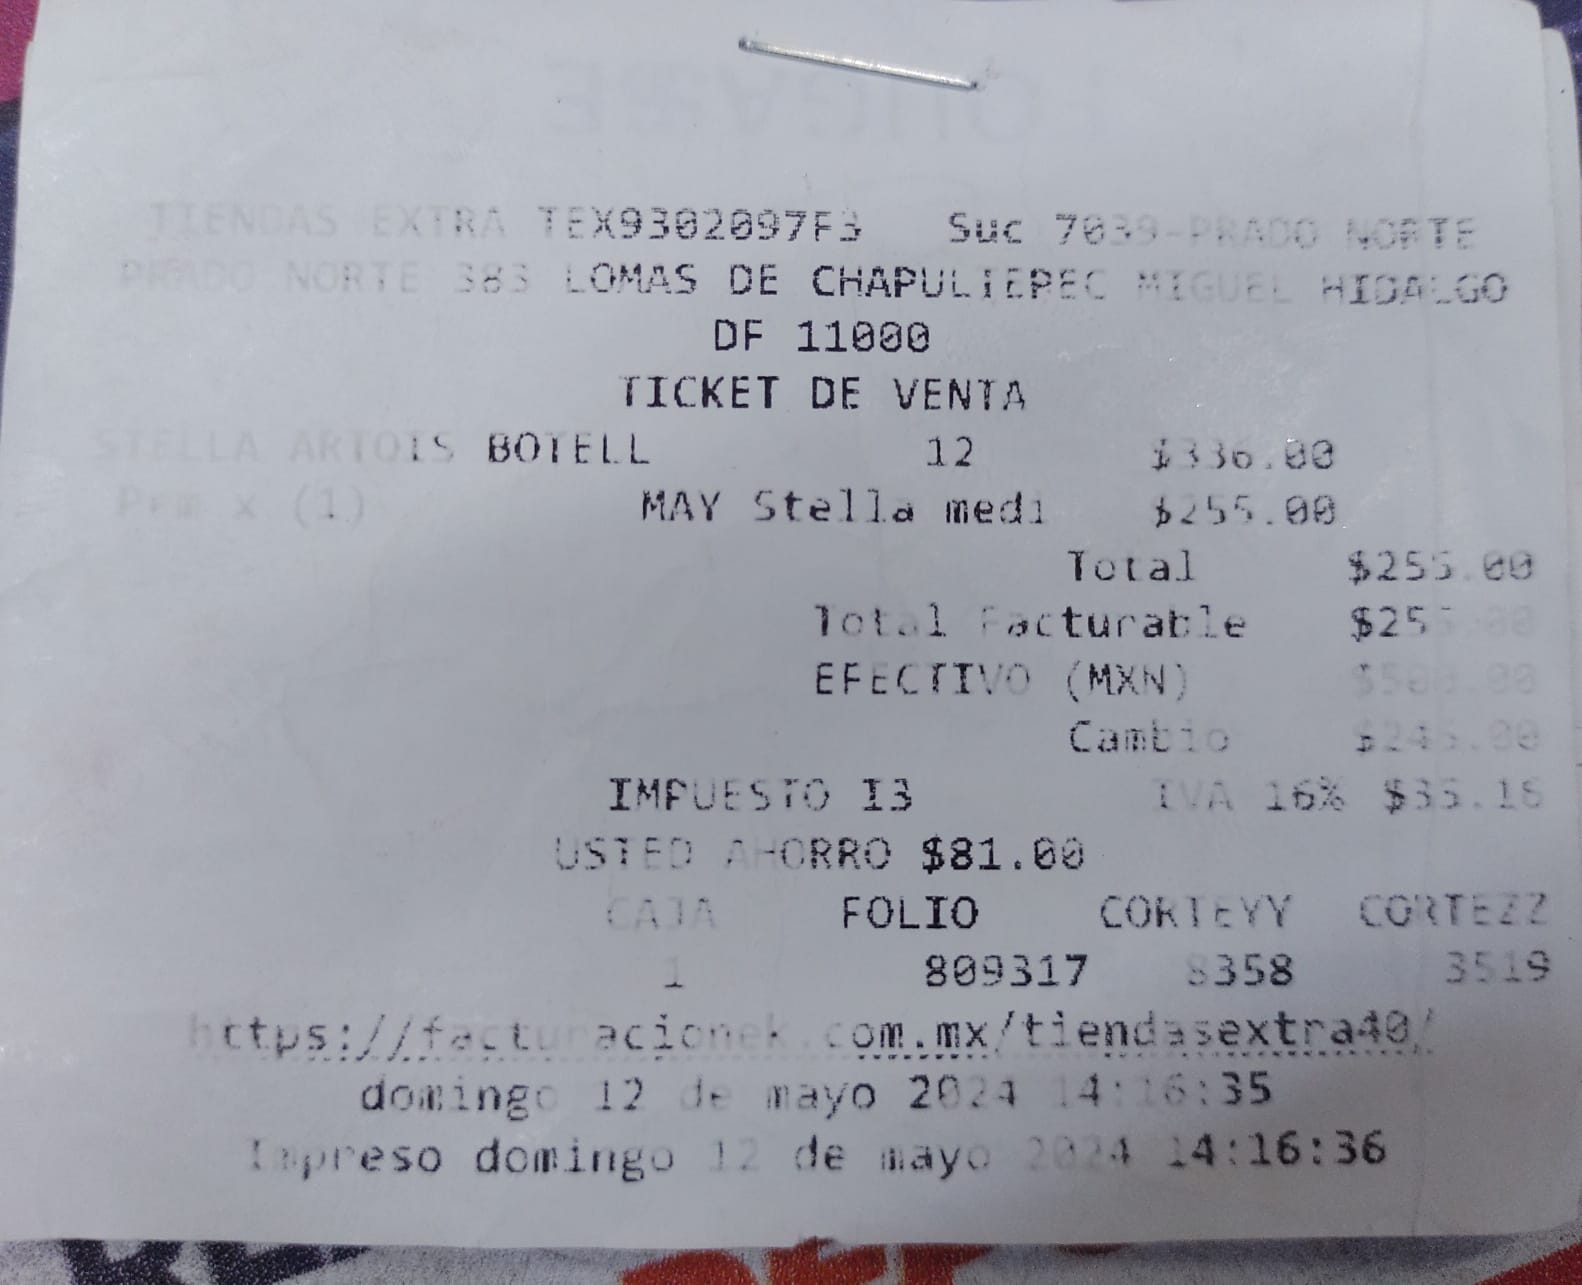 TIENDAS EXTRA TEX9302097F3 Suc 7039-PRADO NORTE
PRADO NORTE 383 LOMAS DE CHAPULTEPEC MIGUEL HIDALGO
DF 11000
TICKET DE VENTA
STELLA ARTOIS BOTELL 12 $336.00
Prm x (1) MAY Stella medi $255.00
Total $255.00
Total Facturable $255.00
EFECTIVO (MXN) $500.00
Cambio $245.00
IMPUESTO I3 IVA 16% $35.16
USTED AHORRO $81.00
CAJA FOLIO CORTEYY CORTEZZ
1 809317 8358 3519
https://facturacionek.com.mx/tiendasextra40/
domingo 12 de mayo 2024 14:16:35
Impreso domingo 12 de mayo 2024 14:16:36